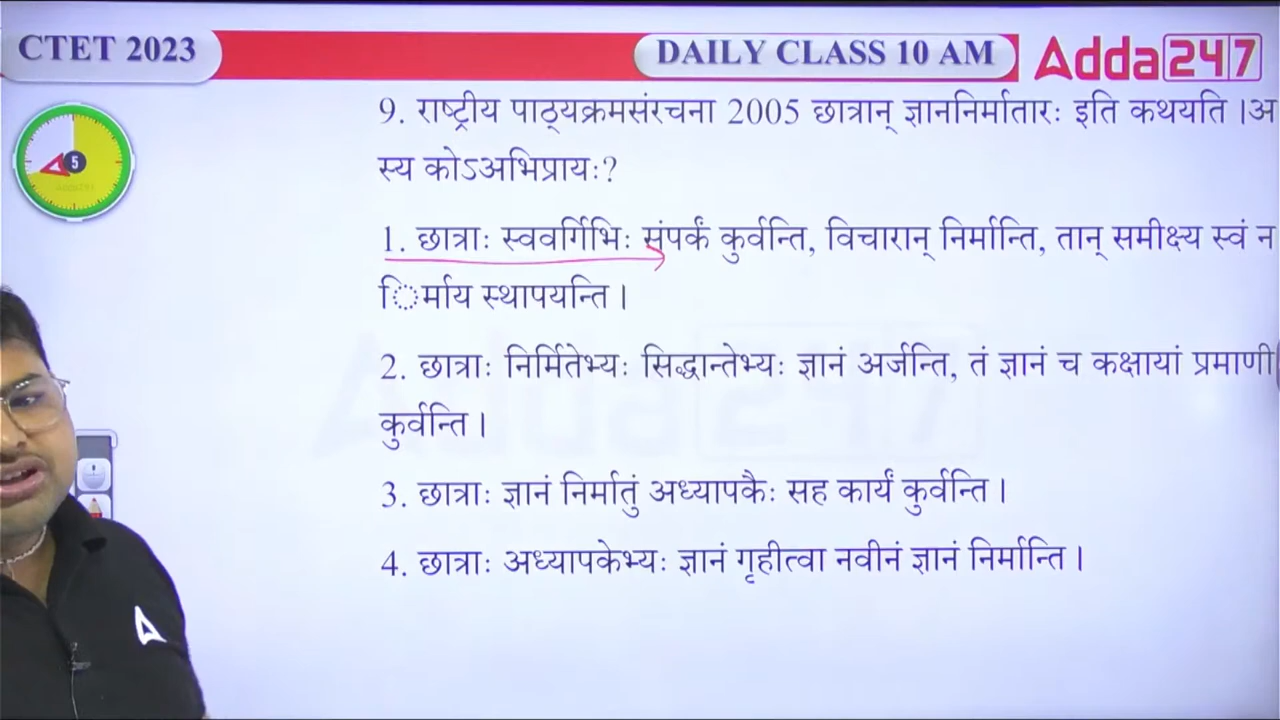 CTET 2023
DAILY CLASS 10 AM
Adda247
5
9. राष्ट्रीय पाठ्यक्रमसंरचना 2005 छात्रान् ज्ञाननिर्मातारः इति कथयति ।अ
स्य कोऽअभिप्रायः?
1. छात्राः स्ववर्गिभिः संपर्कं कुर्वन्ति, विचारान् निर्मान्ति, तान् समीक्ष्य स्वं न
िर्माय स्थापयन्ति ।
2. छात्राः निर्मितेभ्यः सिद्धान्तेभ्यः ज्ञानं अर्जन्ति, तं ज्ञानं च कक्षायां प्रमाणी
कुर्वन्ति ।
3. छात्राः ज्ञानं निर्मातुं अध्यापकैः सह कार्यं कुर्वन्ति ।
4. छात्राः अध्यापकेभ्यः ज्ञानं गृहीत्वा नवीनं ज्ञानं निर्मान्ति ।